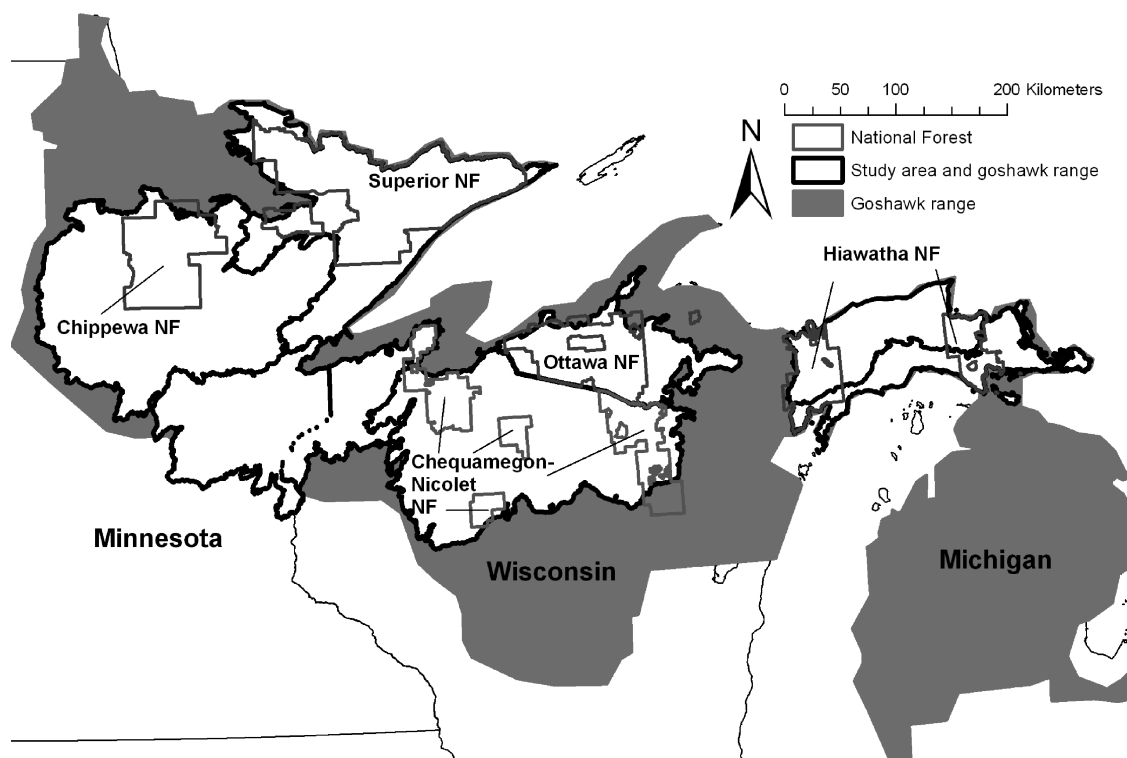 0 50 100 200 Kilometers
N
National Forest
Study area and goshawk range
Goshawk range
Superior NF
Hiawatha NF
Chippewa NF
Ottawa NF
Chequamegon-
Nicolet
NF
Minnesota
Wisconsin
Michigan